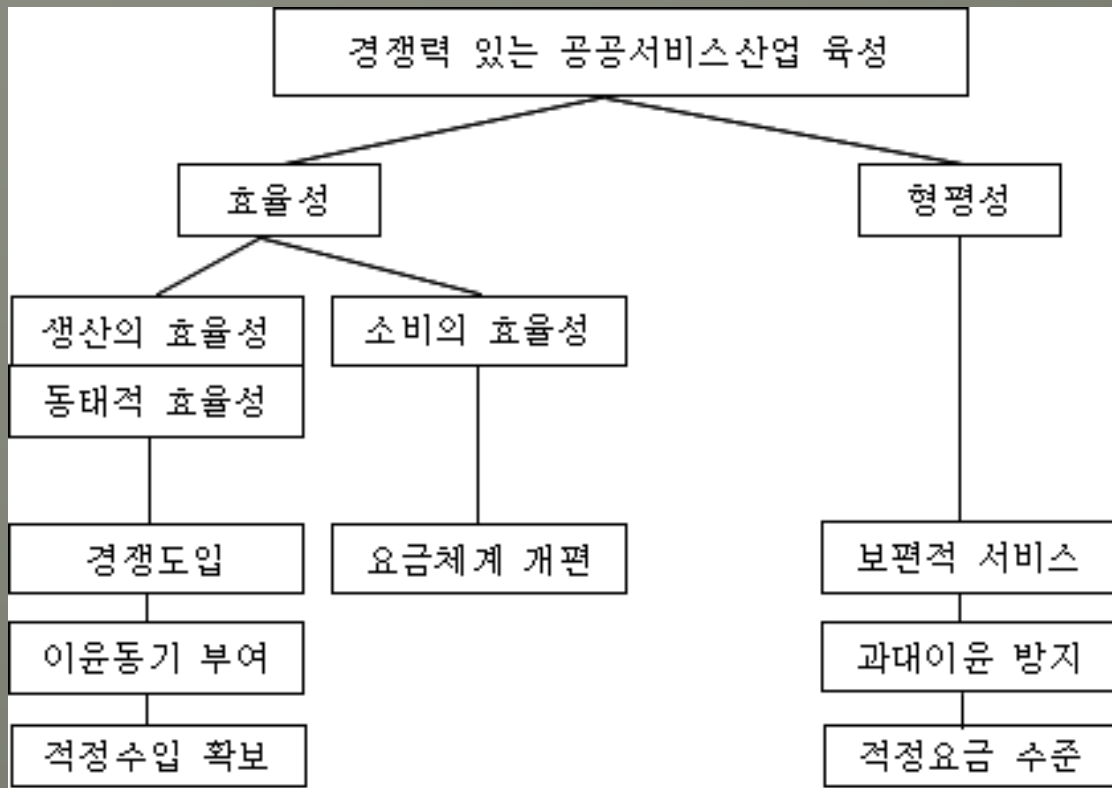 경쟁력 있는 공공서비스산업 육성
효율성
형평성
생산의 효율성
소비의 효율성
동태적 효율성
경쟁도입
요금체계 개편
보편적 서비스
이윤동기 부여
과대이윤 방지
적정수입 확보
적정요금 수준